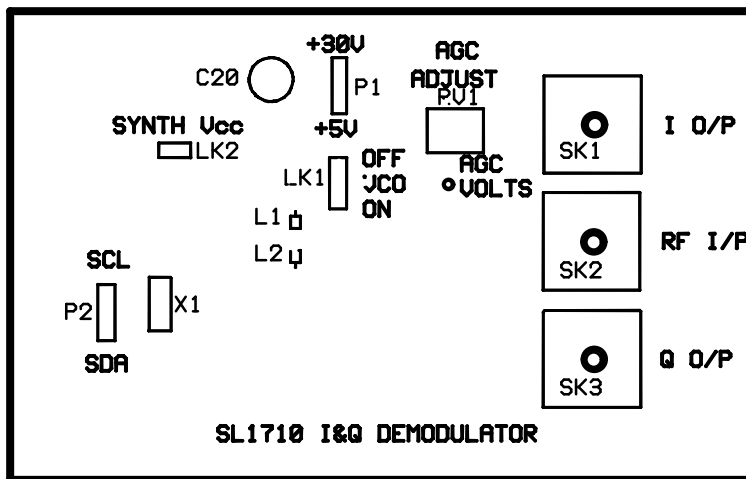 +30V
AGC
ADJUST
C20
P1
P.V1
SYNTH Vcc
+5V
I O/P
SK1
LK2
OFF
LK1
VCO
ON
AGC
VOLTS
L1
L2
RF I/P
SK2
SCL
P2
X1
SDA
Q O/P
SK3
SL1710 I&Q DEMODULATOR